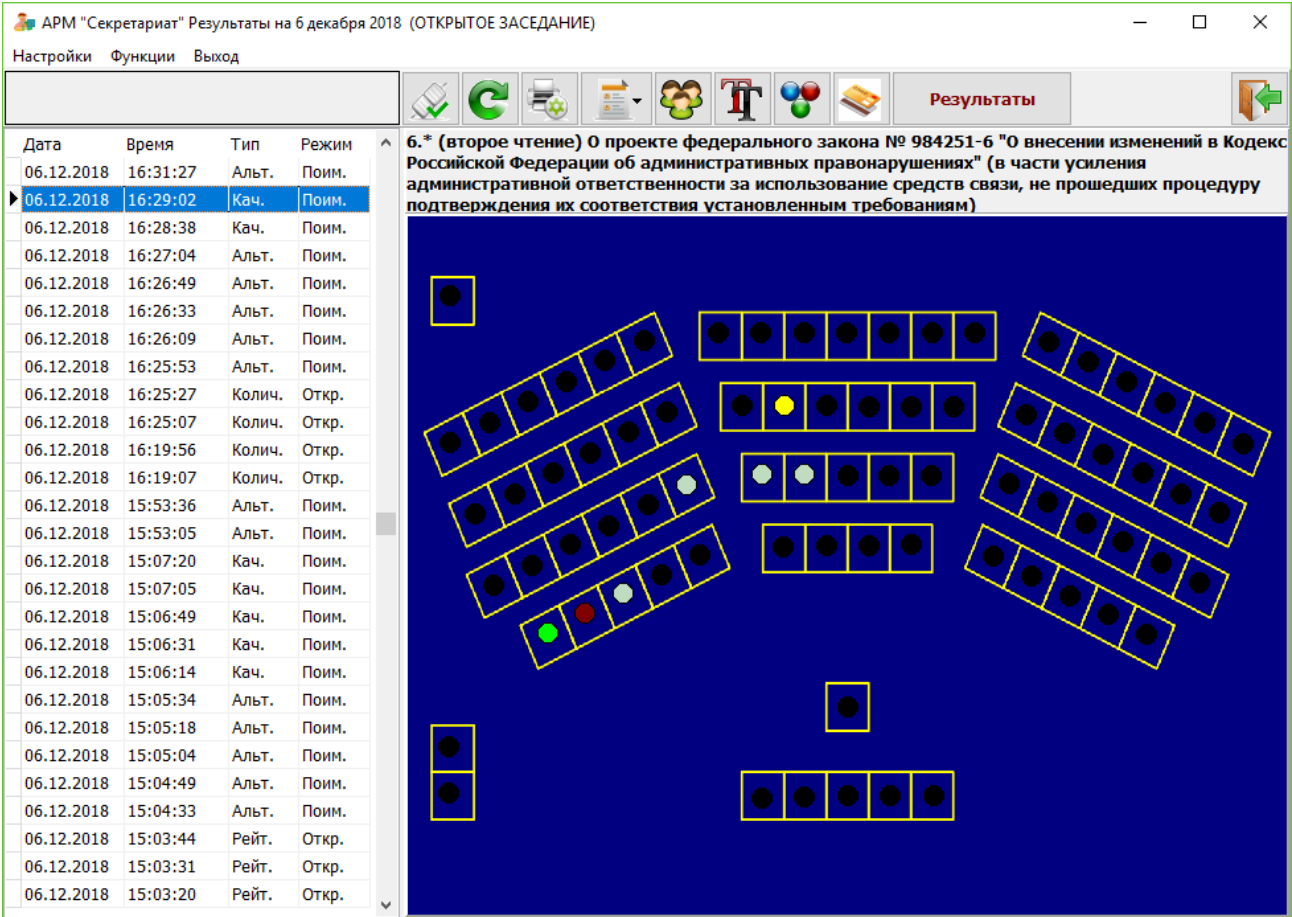 АРМ "Секретариат" Результаты на 6 декабря 2018 (ОТКРЫТОЕ ЗАСЕДАНИЕ)
Настройки Функции Выход
Результаты
6.* (второе чтение) О проекте федерального закона № 984251-6 "О внесении изменений в Кодекс
Российской Федерации об административных правонарушениях" (в части усиления
административной ответственности за использование средств связи, не прошедших процедуру
подтверждения их соответствия установленным требованиям)
Дата Время Тип Режим
06.12.2018 16:31:27 Альт. Поим.
06.12.2018 16:29:02 Кач. Поим.
06.12.2018 16:28:38 Кач. Поим.
06.12.2018 16:27:04 Альт. Поим.
06.12.2018 16:26:49 Альт. Поим.
06.12.2018 16:26:33 Альт. Поим.
06.12.2018 16:26:09 Альт. Поим.
06.12.2018 16:25:53 Альт. Поим.
06.12.2018 16:25:27 Колич. Откр.
06.12.2018 16:25:07 Колич. Откр.
06.12.2018 16:19:56 Колич. Откр.
06.12.2018 16:19:07 Колич. Откр.
06.12.2018 15:53:36 Альт. Поим.
06.12.2018 15:53:05 Альт. Поим.
06.12.2018 15:07:20 Кач. Поим.
06.12.2018 15:07:05 Кач. Поим.
06.12.2018 15:06:49 Кач. Поим.
06.12.2018 15:06:31 Кач. Поим.
06.12.2018 15:06:14 Кач. Поим.
06.12.2018 15:05:34 Альт. Поим.
06.12.2018 15:05:18 Альт. Поим.
06.12.2018 15:05:04 Альт. Поим.
06.12.2018 15:04:49 Альт. Поим.
06.12.2018 15:04:33 Альт. Поим.
06.12.2018 15:03:44 Рейт. Откр.
06.12.2018 15:03:31 Рейт. Откр.
06.12.2018 15:03:20 Рейт. Откр.